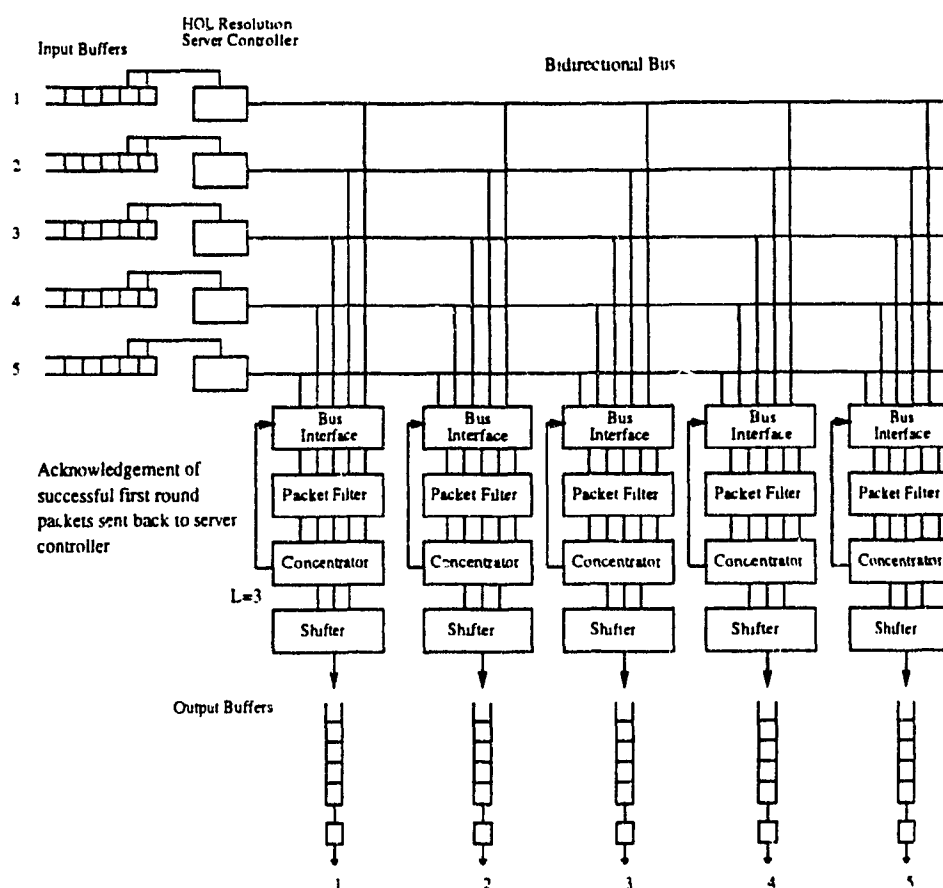 HOL Resolution
Server Controller
Input Buffers
Bidirectional Bus
1
2
3
4
5
Bus Interface
Bus Interface
Bus Interface
Bus Interface
Bus Interface
Acknowledgement of
successful first round
packets sent back to server
controller
Packet Filter
Packet Filter
Packet Filter
Packet Filter
Packet Filter
Concentrator
Concentrator
Concentrator
Concentrator
Concentrator
L=3
Shifter
Shifter
Shifter
Shifter
Shifter
Output Buffers
1
2
3
4
5